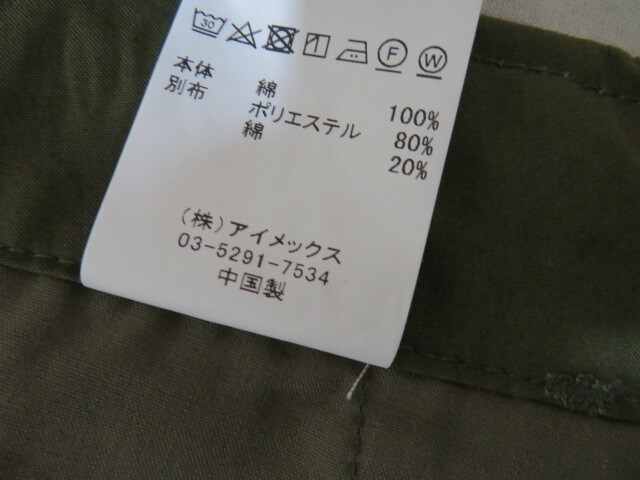 30 F W
本体 綿 100%
別布 ポリエステル 80%
綿 20%
(株)アイメックス
03-5291-7534
中国製